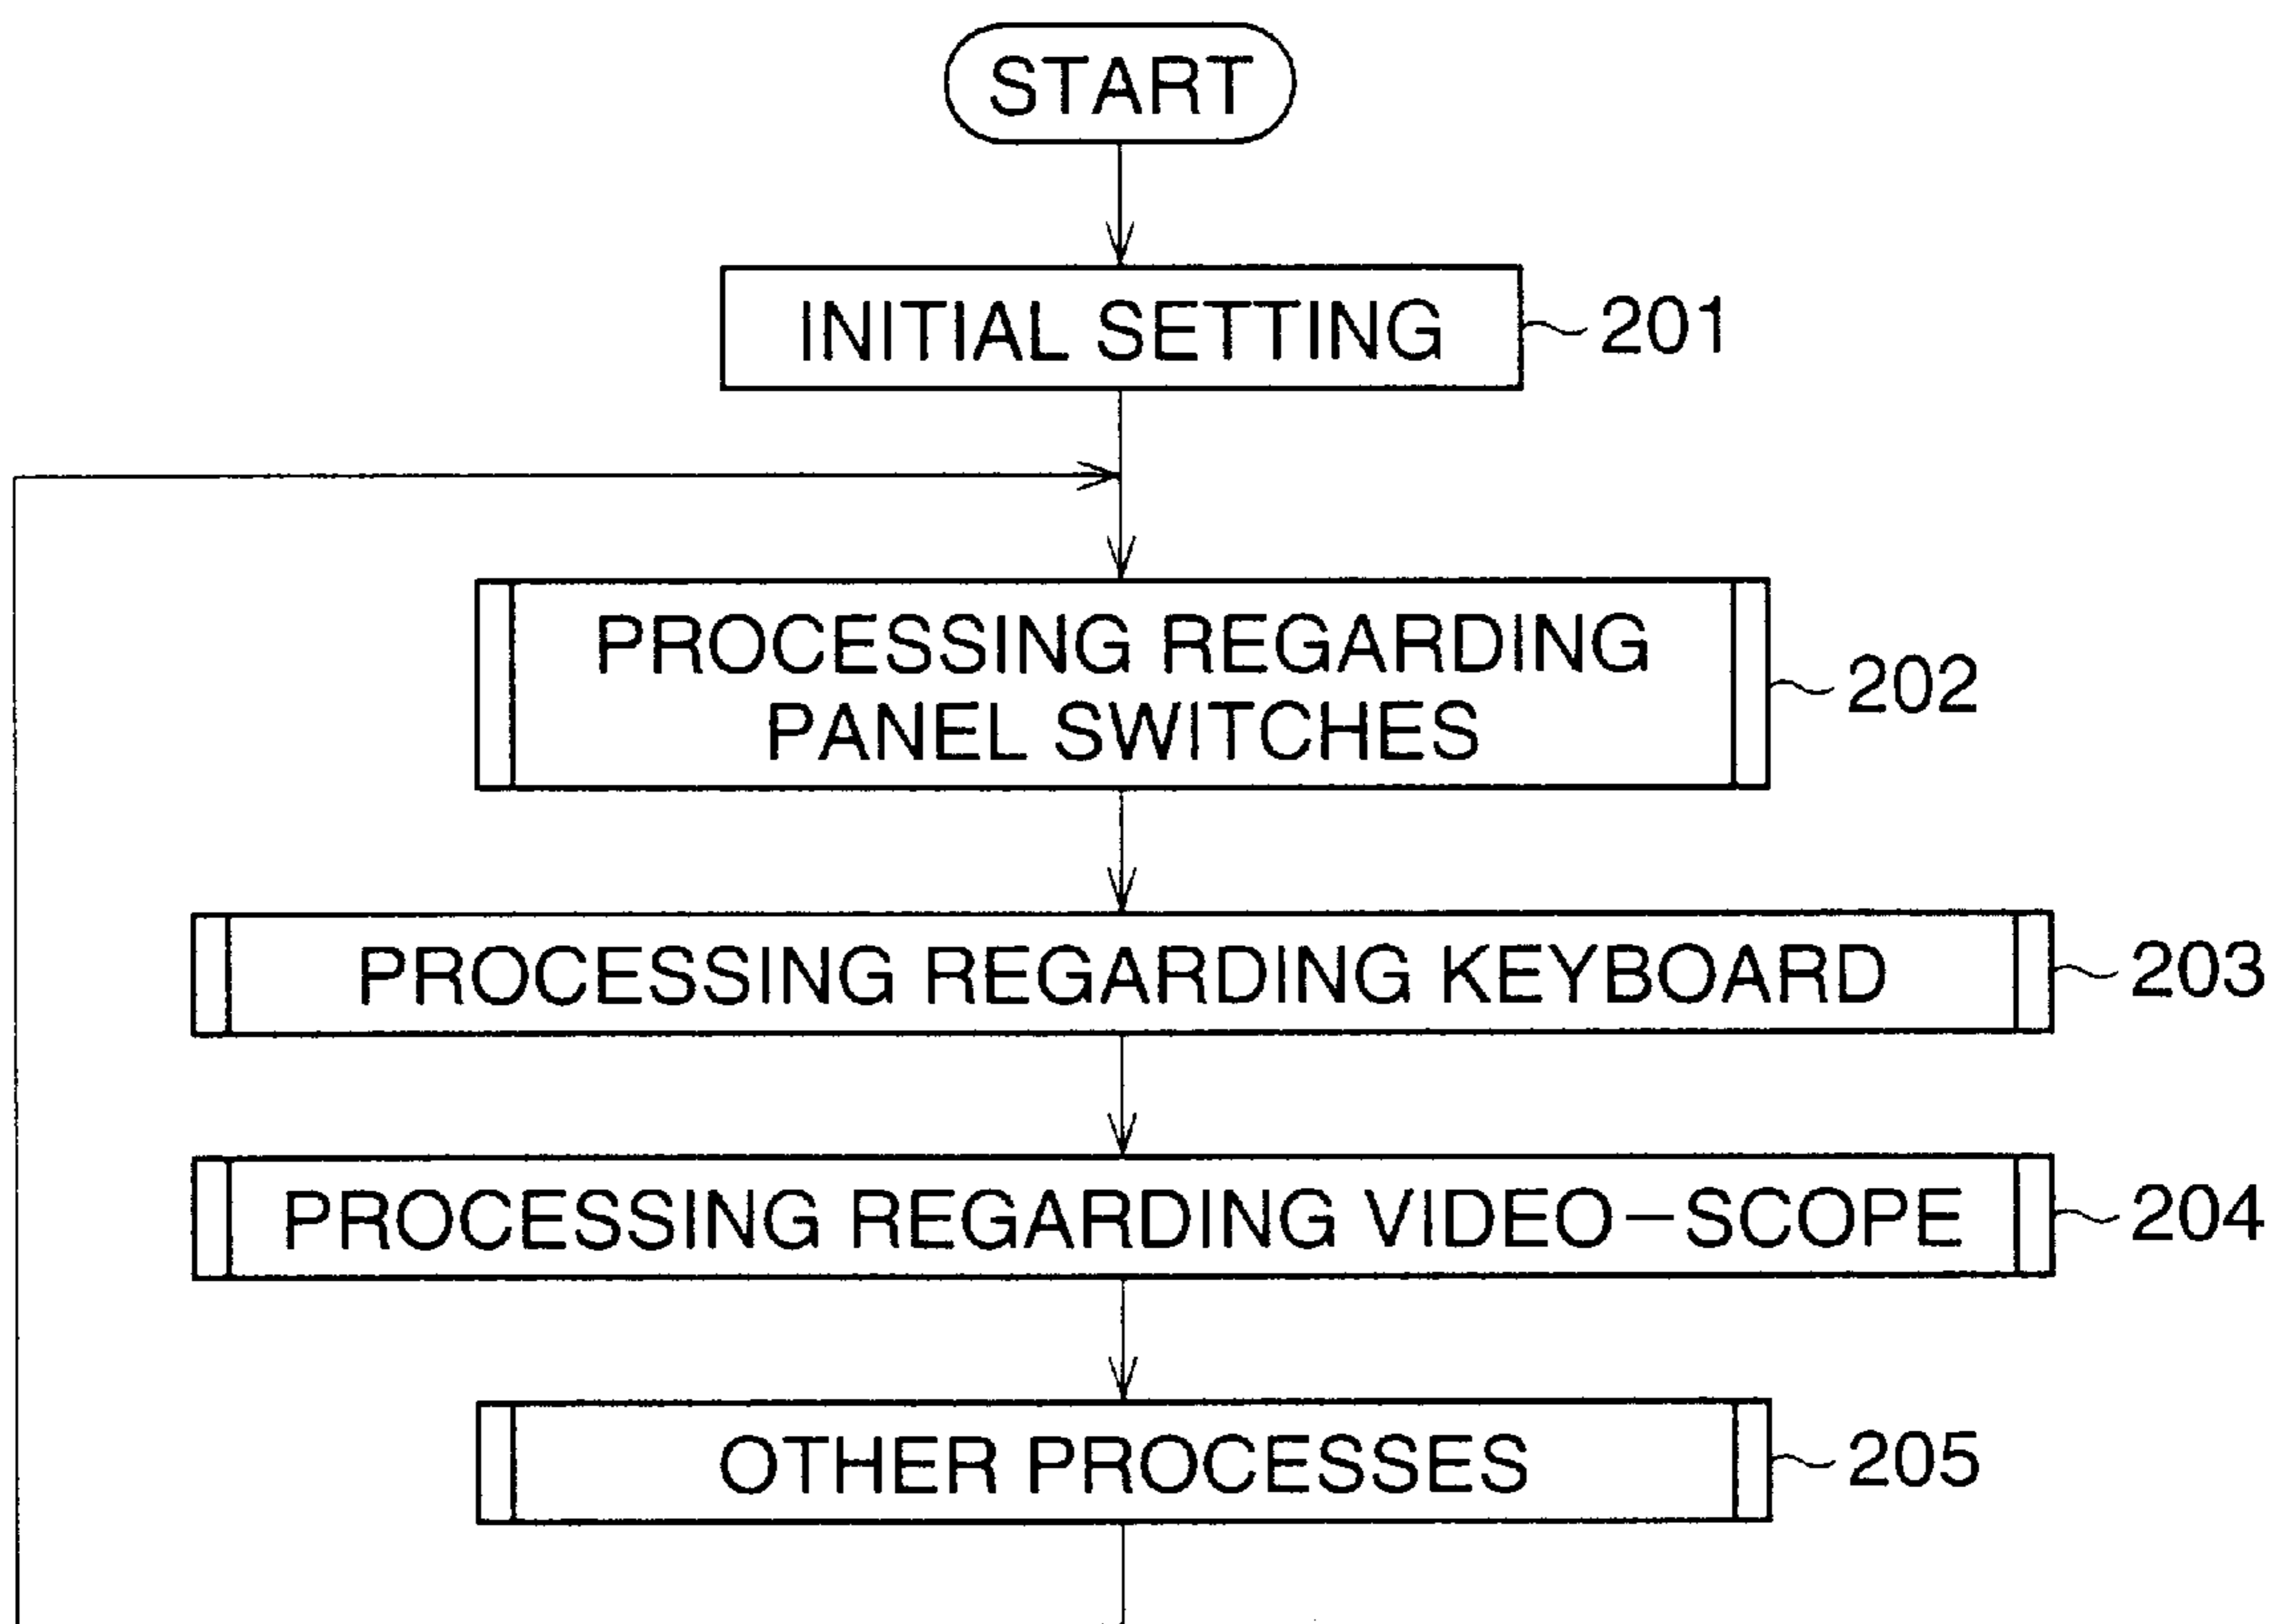 START
INITIAL SETTING
201
PROCESSING REGARDING
PANEL SWITCHES
202
PROCESSING REGARDING KEYBOARD
203
PROCESSING REGARDING VIDEO-SCOPE
204
OTHER PROCESSES
205